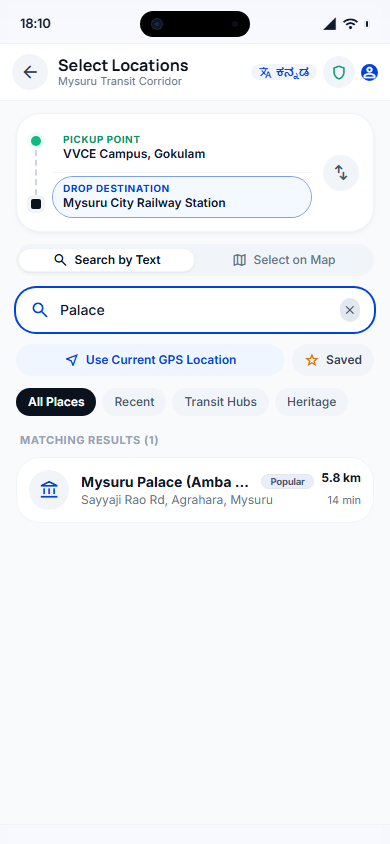 18:10
Select Locations
Mysuru Transit Corridor
ಕನ್ನಡ
PICKUP POINT
VVCE Campus, Gokulam
DROP DESTINATION
Mysuru City Railway Station
Search by Text
Select on Map
Palace
Use Current GPS Location
Saved
All Places
Recent
Transit Hubs
Heritage
MATCHING RESULTS (1)
Mysuru Palace (Amba ...
Popular
5.8 km
Sayyaji Rao Rd, Agrahara, Mysuru
14 min